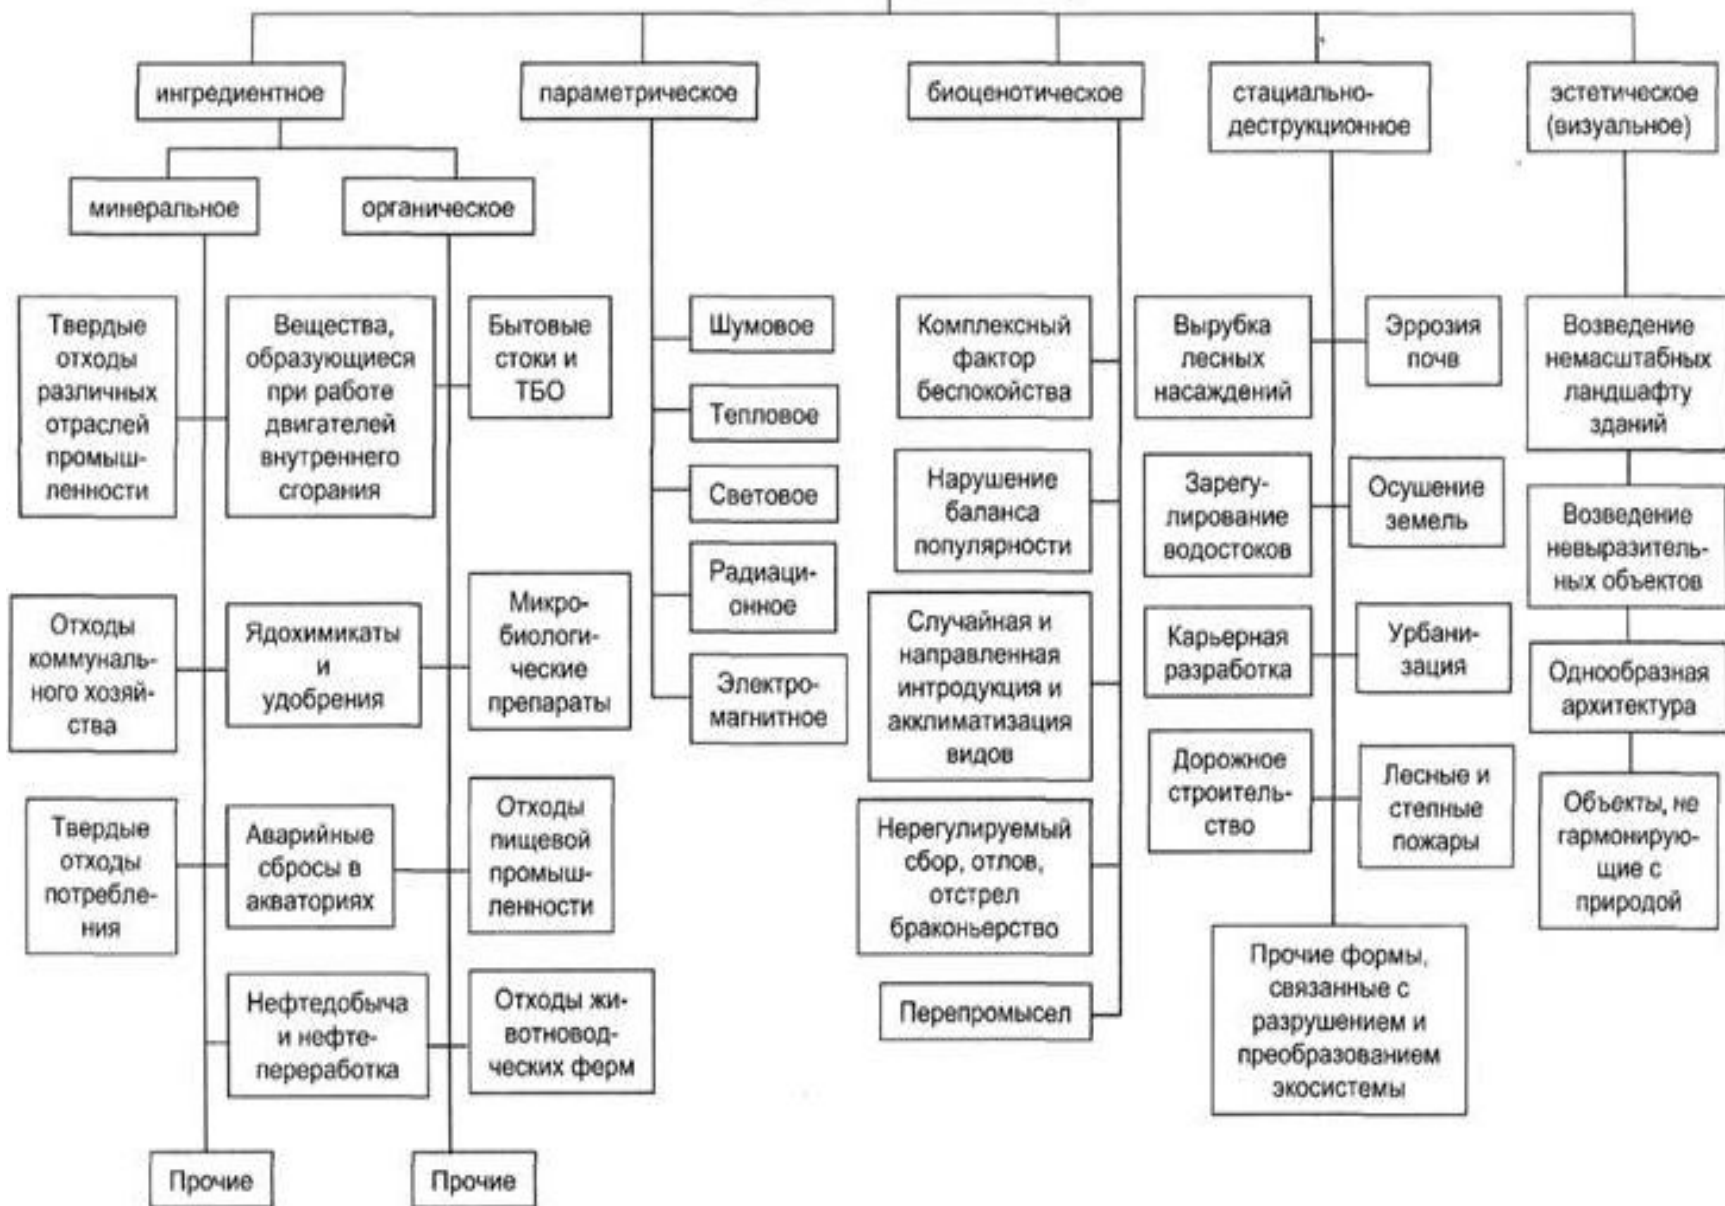 ингредиентное
параметрическое
биоценотическое
стациально-
деструкционное
эстетическое
(визуальное)
минеральное
органическое
Твердые
отходы
различных
отраслей
промыш-
ленности
Вещества,
образующиеся
при работе
двигателей
внутреннего
сгорания
Бытовые
стоки и
ТБО
Отходы
коммуналь-
ного хозяй-
ства
Ядохимикаты
и
удобрения
Микро-
биологи-
ческие
препараты
Твердые
отходы
потребле-
ния
Аварийные
сбросы в
акваториях
Отходы
пищевой
промыш-
ленности
Нефтедобыча
и нефте-
переработка
Отходы жи-
вотновод-
ческих ферм
Прочие
Прочие
Шумовое
Тепловое
Световое
Радиаци-
онное
Электро-
магнитное
Комплексный
фактор
беспокойства
Нарушение
баланса
популярности
Случайная и
направленная
интродукция и
акклиматизация
видов
Нерегулируемый
сбор, отлов,
отстрел
браконьерство
Перепромысел
Вырубка
лесных
насаждений
Эррозия
почв
Зарегу-
лирование
водостоков
Осушение
земель
Карьерная
разработка
Урбани-
зация
Дорожное
строитель-
ство
Лесные и
степные
пожары
Прочие формы,
связанные с
разрушением и
преобразованием
экосистемы
Возведение
немасштабных
ландшафту
зданий
Возведение
невыразитель-
ных объектов
Однообразная
архитектура
Объекты, не
гармонирую-
щие с
природой